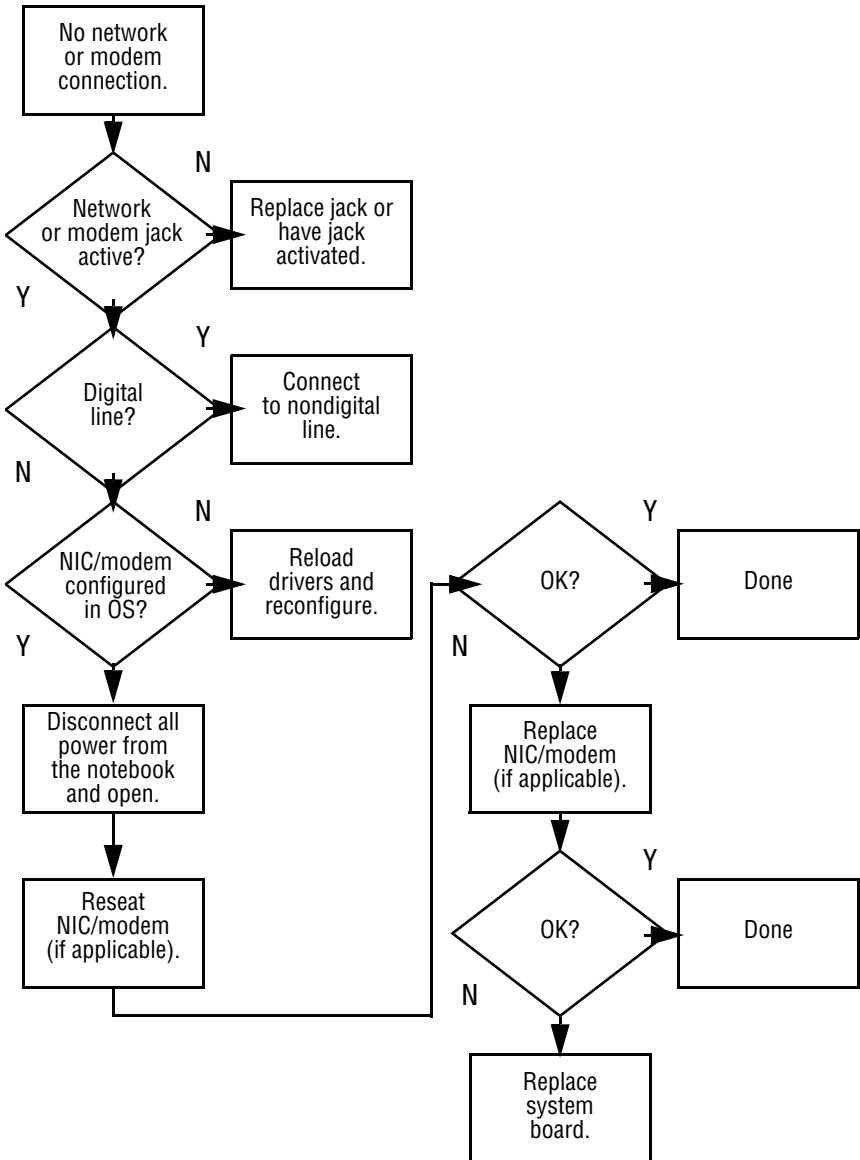 No network
or modem
connection.
N
Network
or modem jack
active?
Replace jack or
have jack
activated.
Y
Y
Digital
line?
Connect
to nondigital
line.
N
N
NIC/modem
configured
in OS?
Reload
drivers and
reconfigure.
Y
Disconnect all
power from
the notebook
and open.
Reseat
NIC/modem
(if applicable).
Y
OK?
Done
N
Replace
NIC/modem
(if applicable).
Y
OK?
Done
N
Replace
system
board.